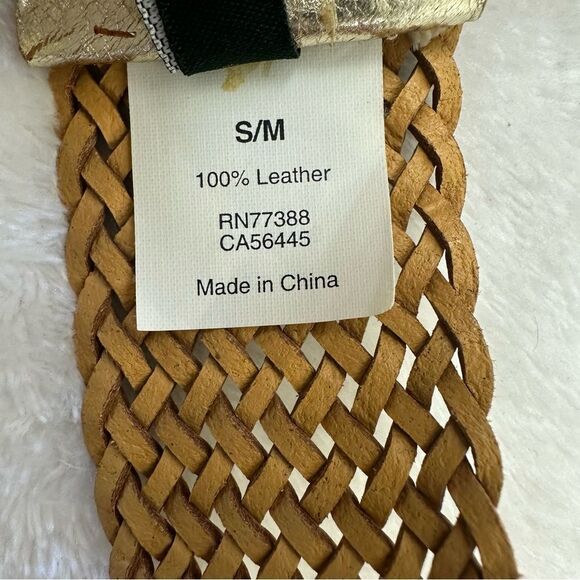 S/M
100% Leather
RN77388
CA56445
Made in China